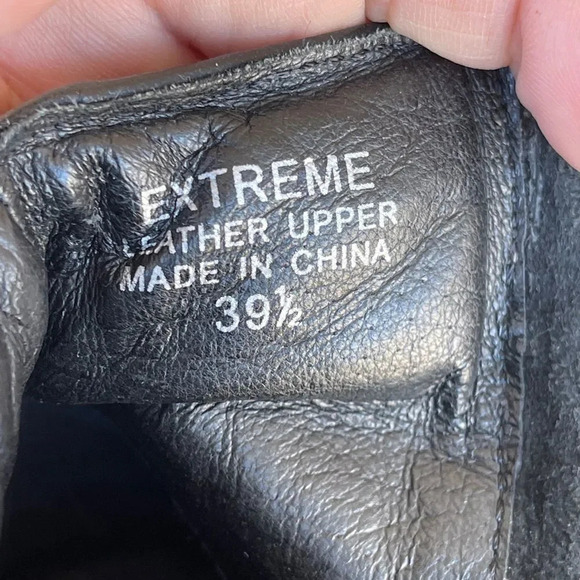 EXTREME
LEATHER UPPER
MADE IN CHINA
39½